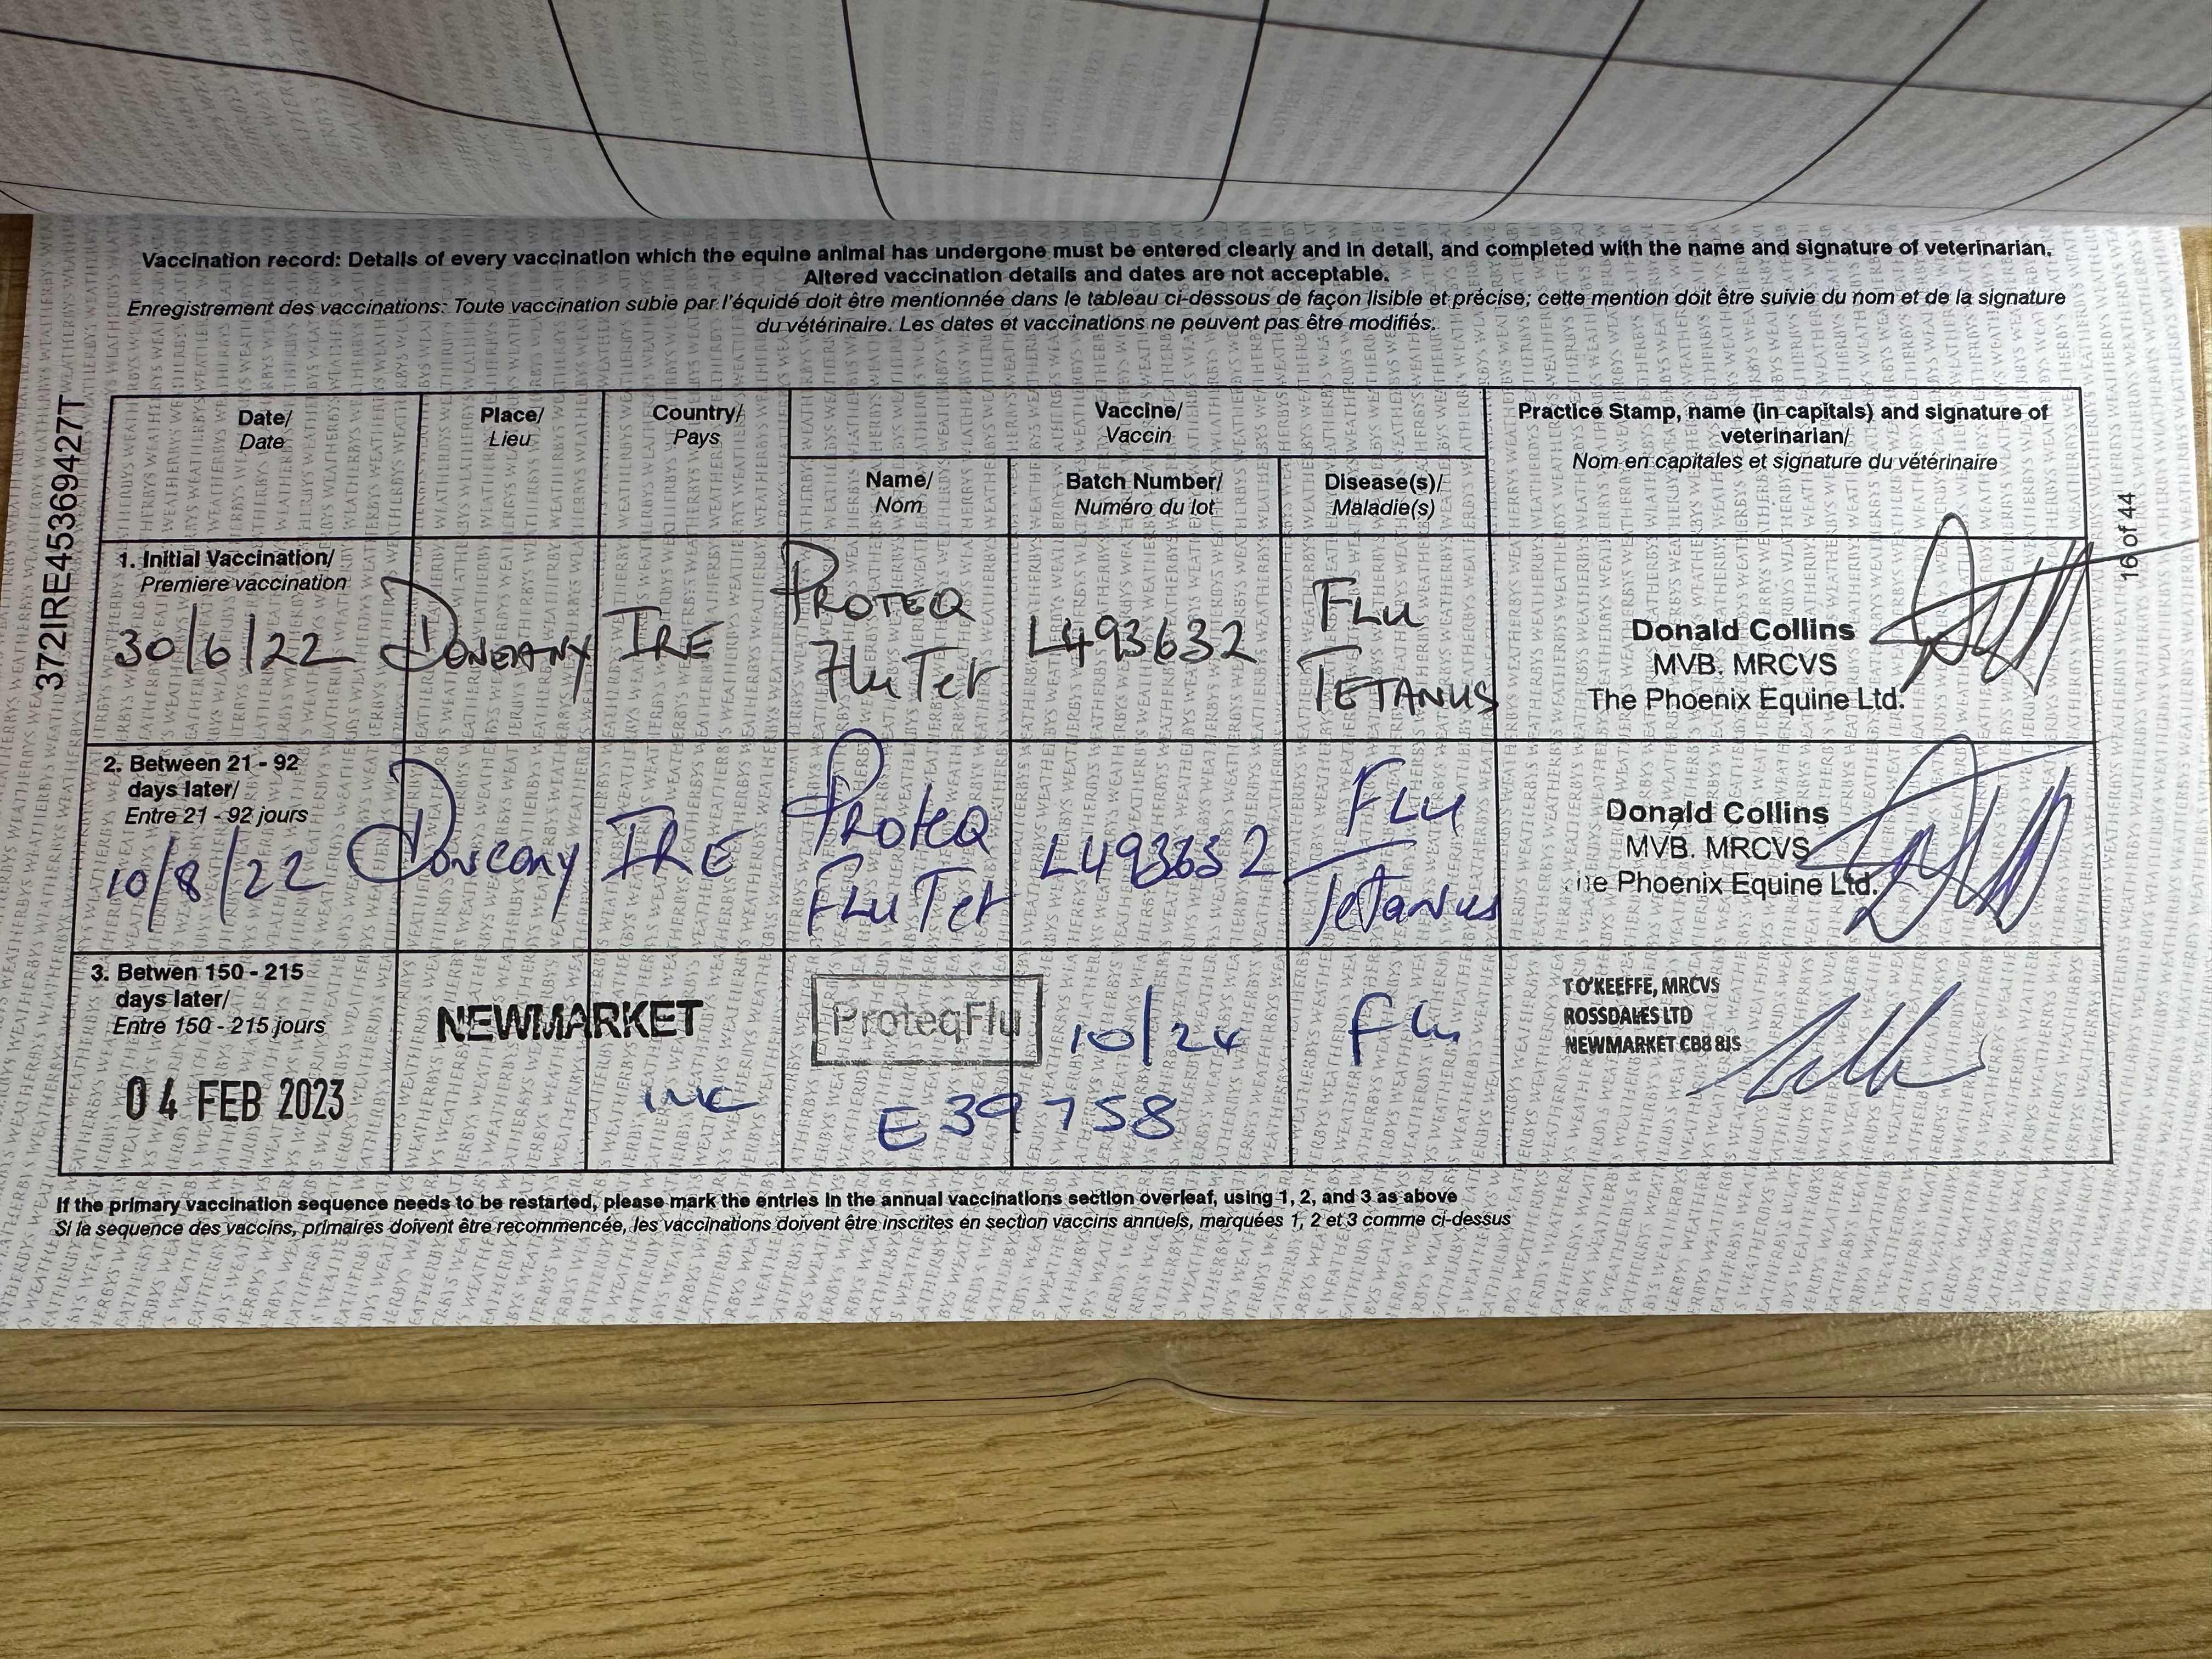 Vaccination record: Details of every vaccination which the equine animal has undergone must be entered clearly and in detail, and completed with the name and signature of veterinarian.
Altered vaccination details and dates are not acceptable.
Enregistrement des vaccinations: Toute vaccination subie par l'équidé doit être mentionnée dans le tableau ci-dessous de façon lisible et précise; cette mention doit être suivie du nom et de la signature
du vétérinaire. Les dates et vaccinations ne peuvent pas être modifiés.
372IRE45369427T
16 of 44
Date/
Date
Place/
Lieu
Country/
Pays
Vaccine/
Vaccin
Practice Stamp, name (in capitals) and signature of
veterinarian/
Nom en capitales et signature du vétérinaire
Name/
Nom
Batch Number/
Numéro du lot
Disease(s)/
Maladie(s)
1. Initial Vaccination/
Premiere vaccination
30/6/22
IRE
PROTEQ
Flu Tet
L493632
FLu
TETANUS
Donald Collins
MVB. MRCVS
The Phoenix Equine Ltd.
2. Between 21 - 92
days later/
Entre 21 - 92 jours
10/8/22
IRE
Proteq
FLu Tet
FLu
Tetanus
Donald Collins
MVB. MRCVS
he Phoenix Equine Ltd.
3. Betwen 150 - 215
days later/
Entre 150 - 215 jours
04 FEB 2023
NEWMARKET
ProteqFlu
10/24
E39758
Flu
T O'KEEFFE, MRCVS
ROSSDALES LTD
NEWMARKET CB8 8JS
If the primary vaccination sequence needs to be restarted, please mark the entries in the annual vaccinations section overleaf, using 1, 2, and 3 as above
Si la sequence des vaccins, primaires doivent être recommencée, les vaccinations doivent être inscrites en section vaccins annuels, marquées 1, 2 et 3 comme ci-dessus